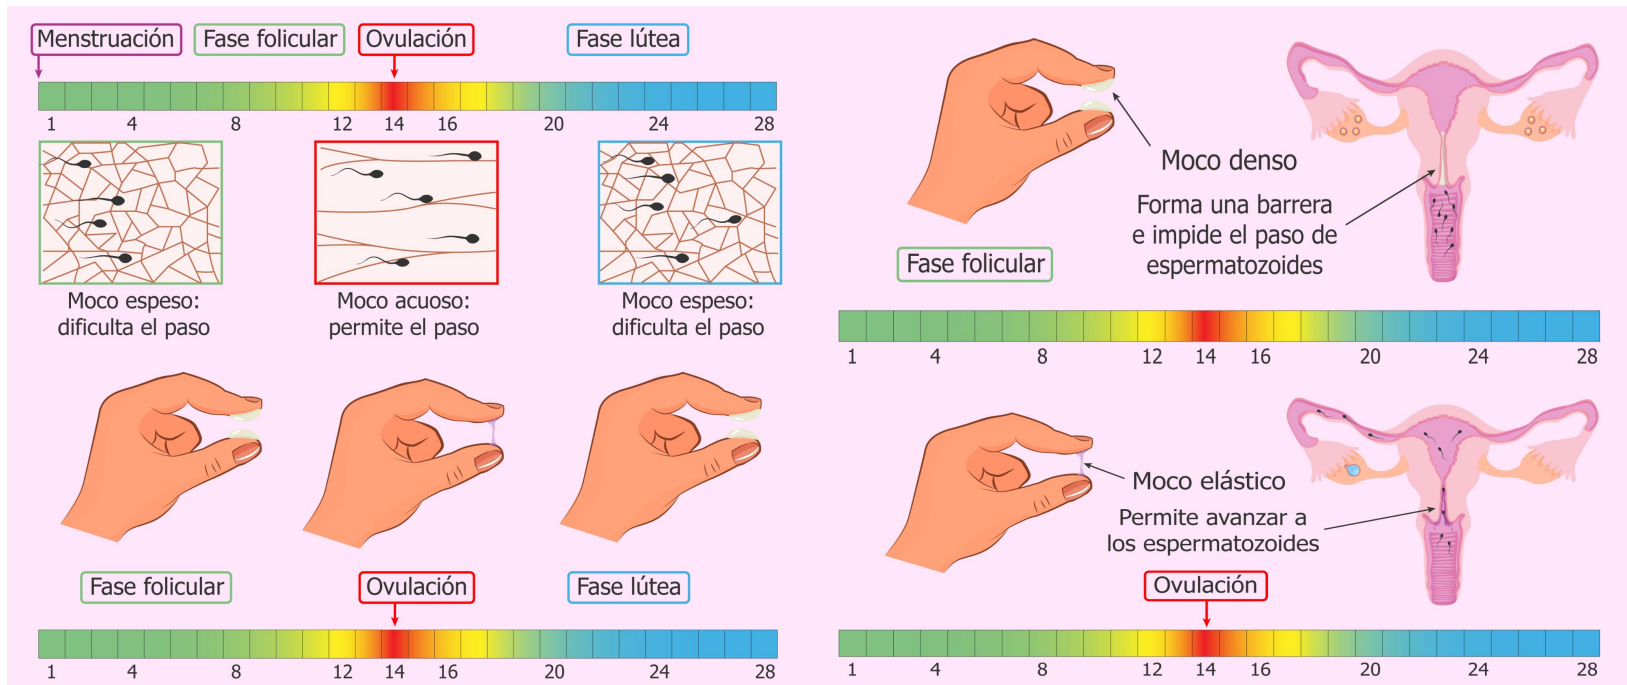 Menstruación
Fase folicular
Ovulación
Fase lútea
1 4 8 12 14 16 20 24 28
Moco espeso:
dificulta el paso
Moco acuoso:
permite el paso
Moco espeso:
dificulta el paso
Fase folicular
Ovulación
Fase lútea
1 4 8 12 14 16 20 24 28
Moco denso
Forma una barrera
e impide el paso de
espermatozoides
Fase folicular
1 4 8 12 14 16 20 24 28
Moco elástico
Permite avanzar a
los espermatozoides
Ovulación
1 4 8 12 14 16 20 24 28